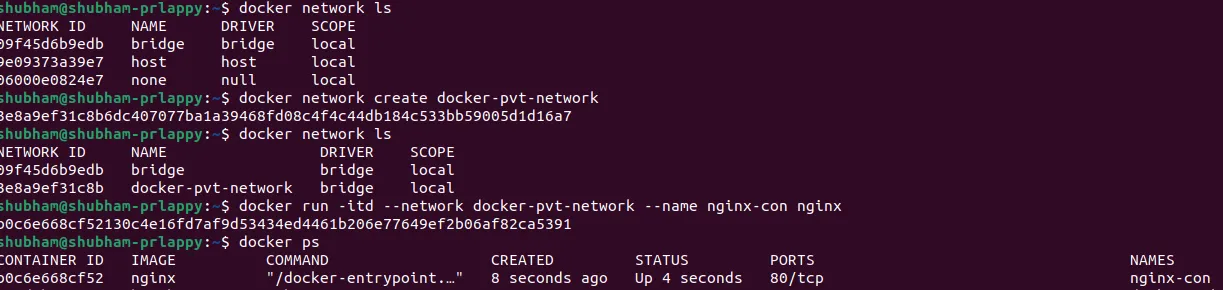 shubham@shubham-prlappy:~$ docker network ls
NETWORK ID     NAME      DRIVER    SCOPE
09f45d6b9edb   bridge    bridge    local
9e09373a39e7   host      host      local
06000e0824e7   none      null      local
shubham@shubham-prlappy:~$ docker network create docker-pvt-network
3e8a9ef31c8b6dc407077ba1a39468fd08c4f4c44db184c533bb59005d1d16a7
shubham@shubham-prlappy:~$ docker network ls
NETWORK ID     NAME                 DRIVER    SCOPE
09f45d6b9edb   bridge               bridge    local
3e8a9ef31c8b   docker-pvt-network   bridge    local
shubham@shubham-prlappy:~$ docker run -itd --network docker-pvt-network --name nginx-con nginx
b0c6e668cf52130c4e16fd7af9d53434ed4461b206e77649ef2b06af82ca5391
shubham@shubham-prlappy:~$ docker ps
CONTAINER ID   IMAGE          COMMAND                  CREATED         STATUS         PORTS                                   NAMES
b0c6e668cf52   nginx          "/docker-entrypoint.…"   8 seconds ago   Up 4 seconds   80/tcp                                  nginx-con